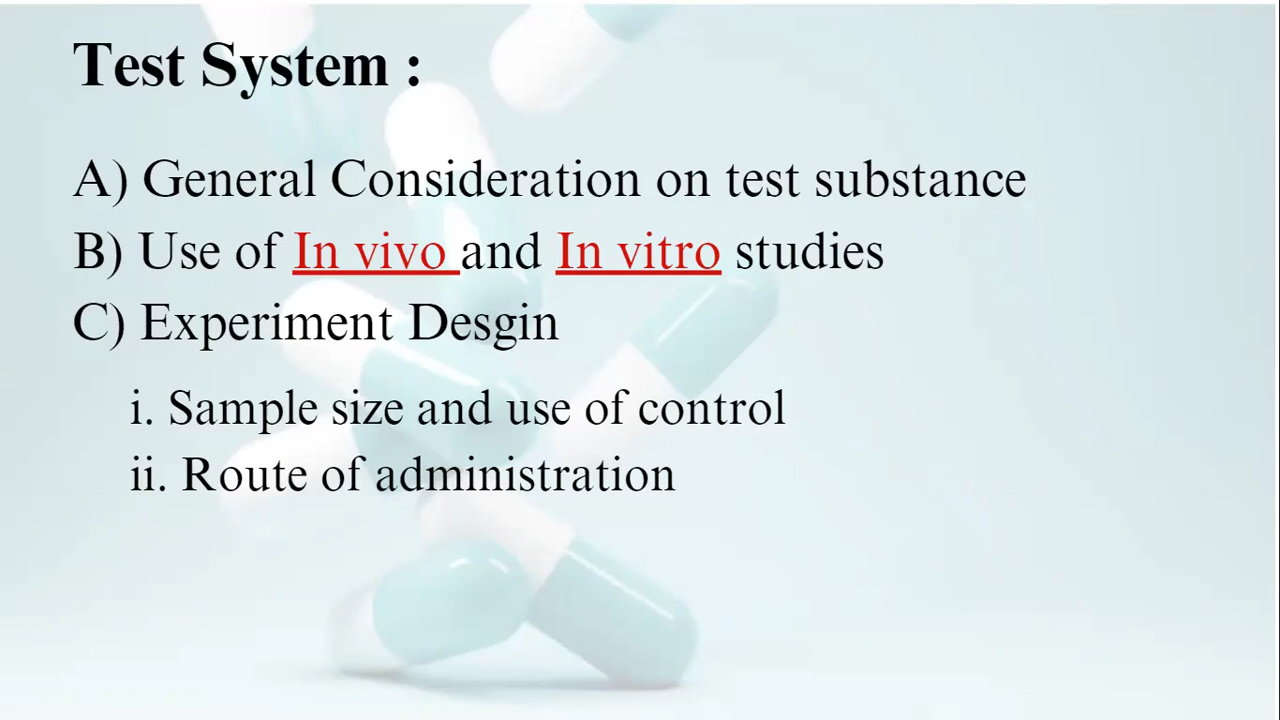 Test System :
A) General Consideration on test substance
B) Use of In vivo and In vitro studies
C) Experiment Desgin
i. Sample size and use of control
ii. Route of administration